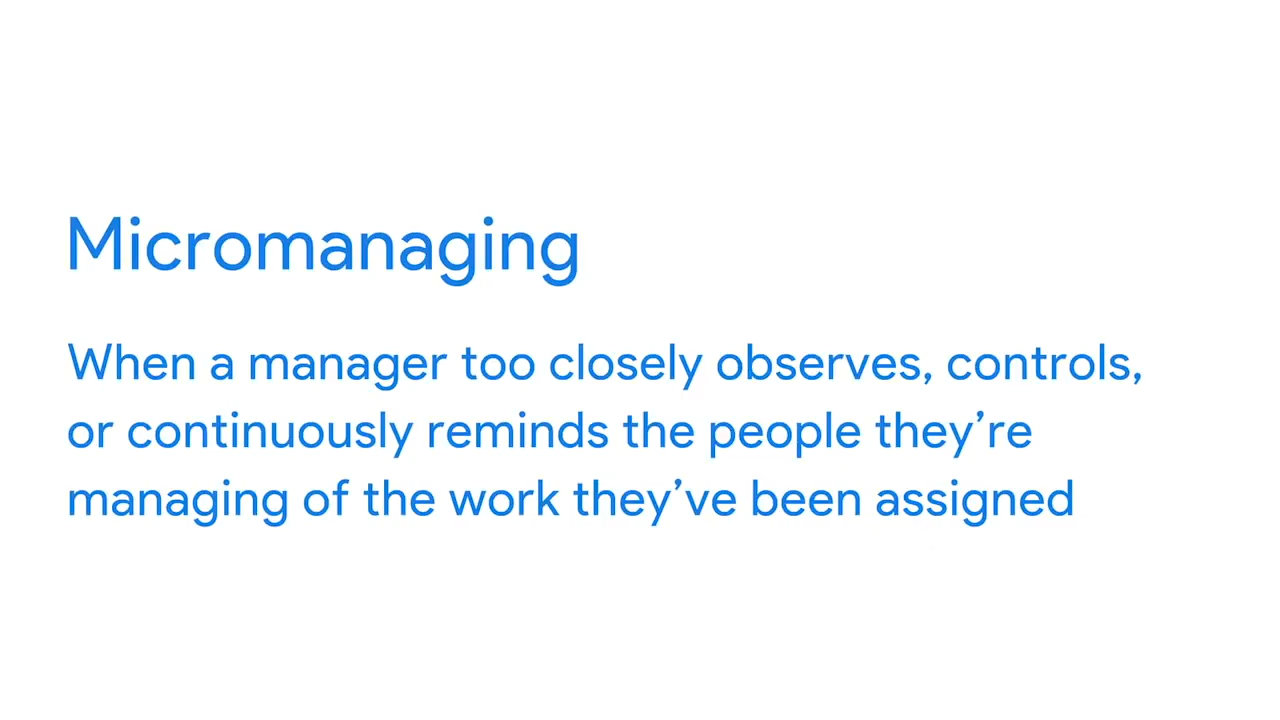 Micromanaging
When a manager too closely observes, controls,
or continuously reminds the people they’re
managing of the work they’ve been assigned